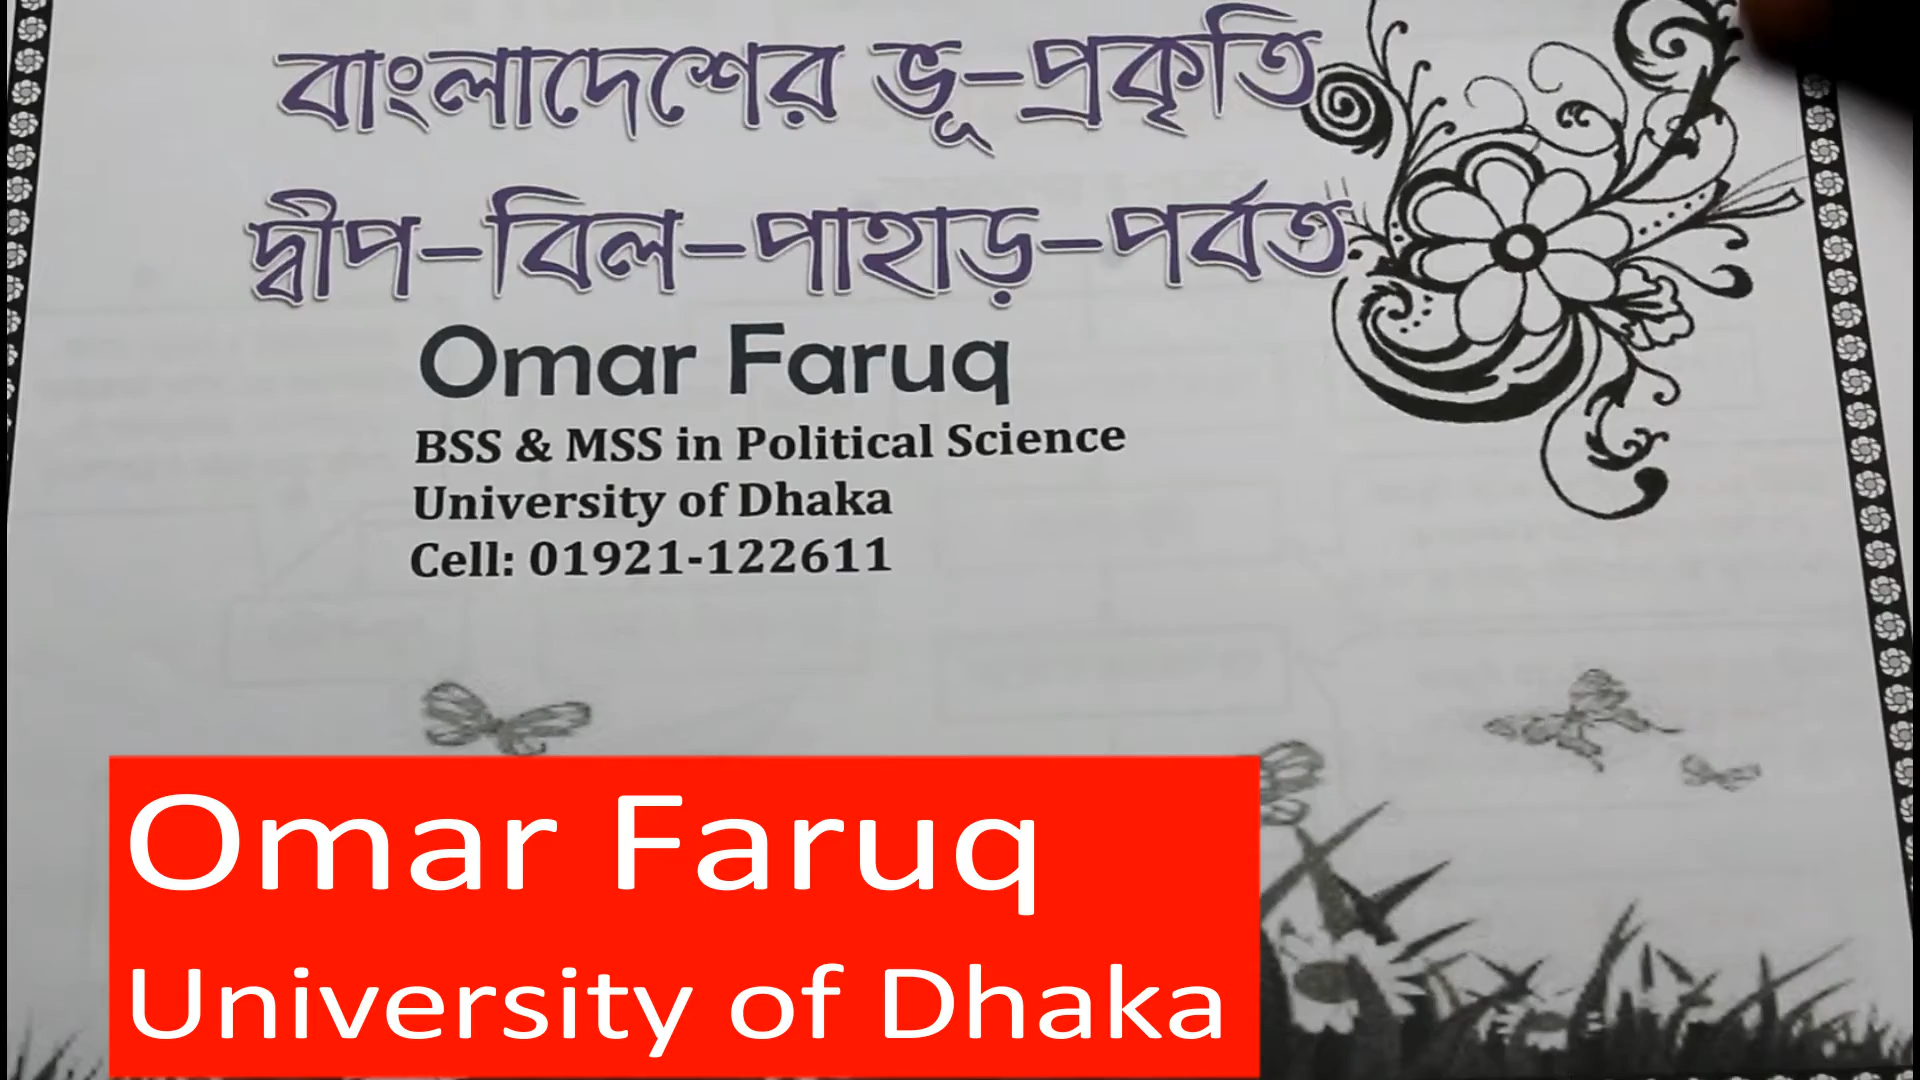 বাংলাদেশের ভূ-প্রকৃতি
দ্বীপ-বিল-পাহাড়-পর্বত
Omar Faruq
BSS & MSS in Political Science
University of Dhaka
Cell: 01921-122611
Omar Faruq
University of Dhaka